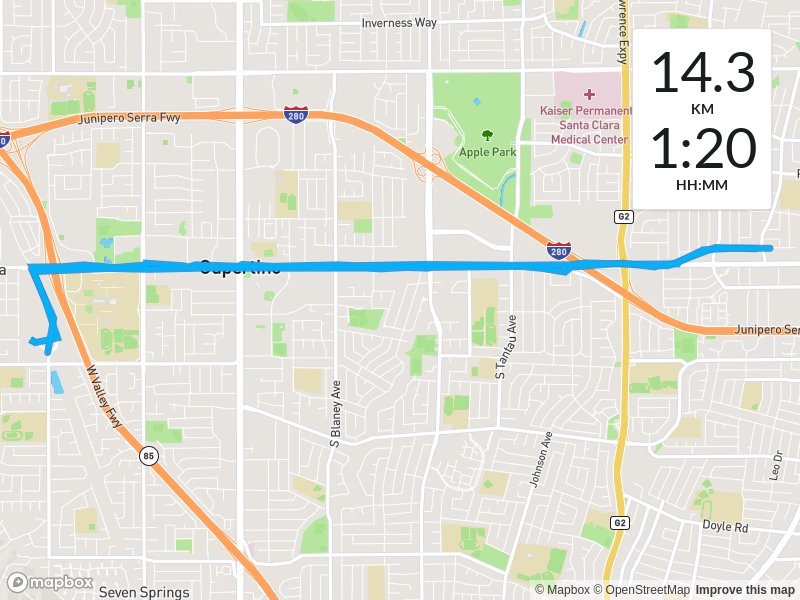 Inverness Way
Lawrence Expy
14.3
KM
1:20
HH:MM
Junipero Serra Fwy
280
Kaiser Permanent
Santa Clara
Medical Center
Apple Park
G2
280
Cupertino
Junipero Serra
S Tantau Ave
W Valley Fwy
S Blaney Ave
Johnson Ave
85
Leo Dr
G2
Doyle Rd
mapbox
Seven Springs
© Mapbox © OpenStreetMap Improve this map